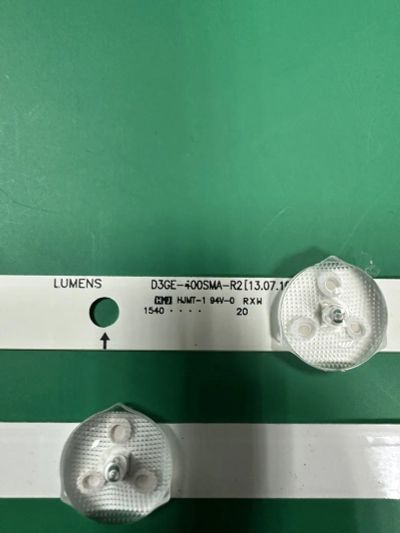 LUMENS
D3GE-400SMA-R2[13.07.1
HJMT-1 94V-0 RXW
1540 ···· 20